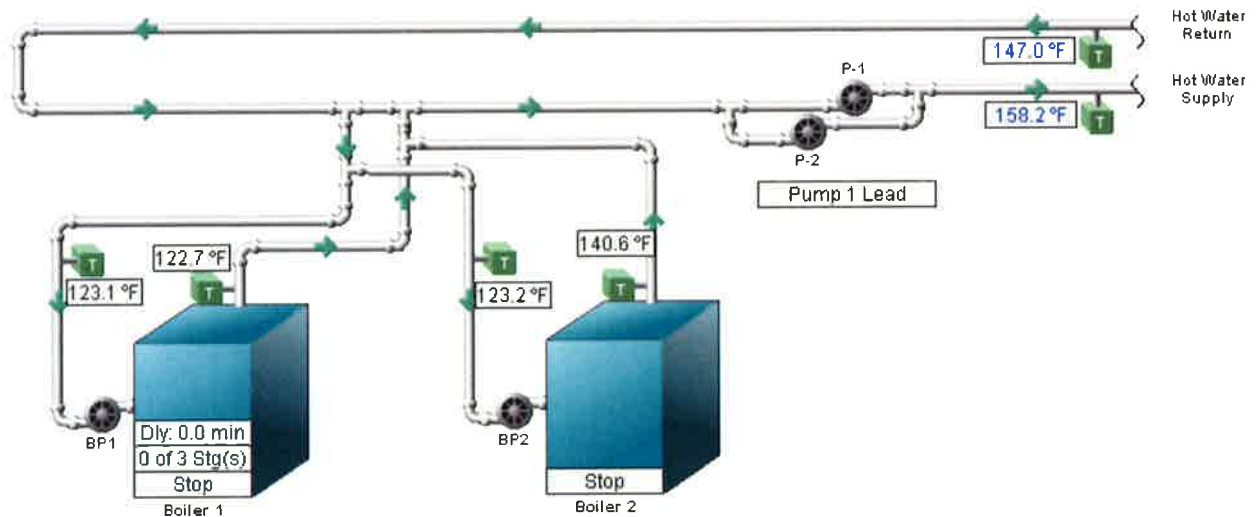 Hot Water
Return
147.0 °F
T
Hot Water
Supply
158.2 °F
T
P-1
P-2
Pump 1 Lead
T
123.1 °F
122.7 °F
T
T
123.2 °F
140.6 °F
T
BP1
Dly: 0.0 min
0 of 3 Stg(s)
Stop
Boiler 1
BP2
Stop
Boiler 2